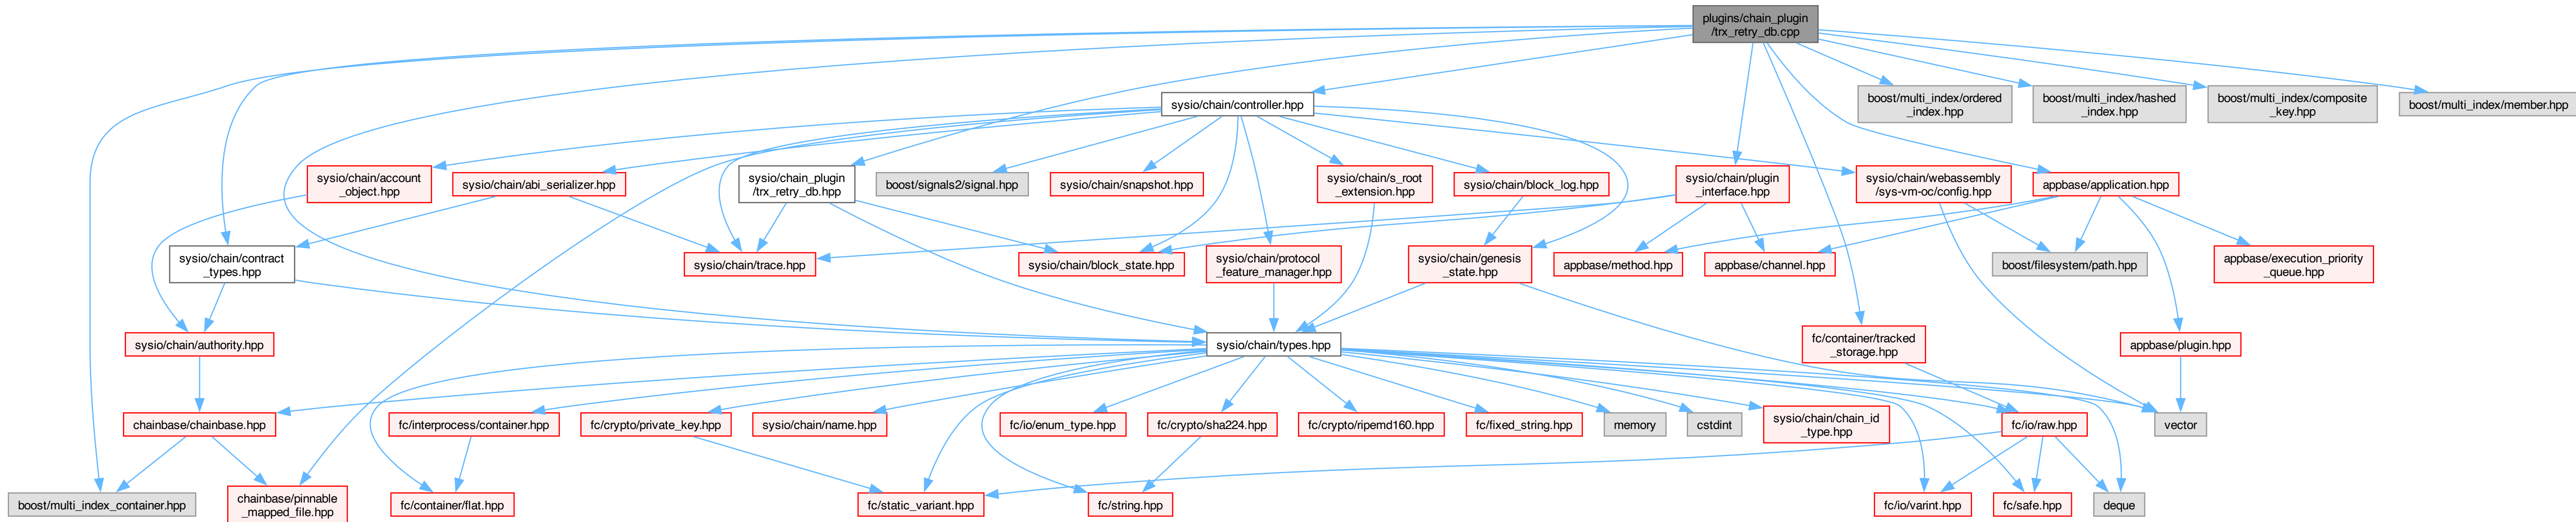 plugins/chain_plugin
/trx_retry_db.cpp
sysio/chain/controller.hpp
boost/multi_index/ordered
_index.hpp
boost/multi_index/hashed
_index.hpp
boost/multi_index/composite
_key.hpp
boost/multi_index/member.hpp
sysio/chain/account
_object.hpp
sysio/chain/abi_serializer.hpp
sysio/chain_plugin
/trx_retry_db.hpp
boost/signals2/signal.hpp
sysio/chain/snapshot.hpp
sysio/chain/s_root
_extension.hpp
sysio/chain/block_log.hpp
sysio/chain/plugin
_interface.hpp
sysio/chain/webassembly
/sys-vm-oc/config.hpp
appbase/application.hpp
sysio/chain/contract
_types.hpp
sysio/chain/trace.hpp
sysio/chain/block_state.hpp
sysio/chain/protocol
_feature_manager.hpp
sysio/chain/genesis
_state.hpp
appbase/method.hpp
appbase/channel.hpp
boost/filesystem/path.hpp
appbase/execution_priority
_queue.hpp
sysio/chain/authority.hpp
sysio/chain/types.hpp
fc/container/tracked
_storage.hpp
appbase/plugin.hpp
chainbase/chainbase.hpp
fc/interprocess/container.hpp
fc/crypto/private_key.hpp
sysio/chain/name.hpp
fc/io/enum_type.hpp
fc/crypto/sha224.hpp
fc/crypto/ripemd160.hpp
fc/fixed_string.hpp
memory
cstdint
sysio/chain/chain_id
_type.hpp
fc/io/raw.hpp
vector
boost/multi_index_container.hpp
chainbase/pinnable
_mapped_file.hpp
fc/container/flat.hpp
fc/static_variant.hpp
fc/string.hpp
fc/io/varint.hpp
fc/safe.hpp
deque